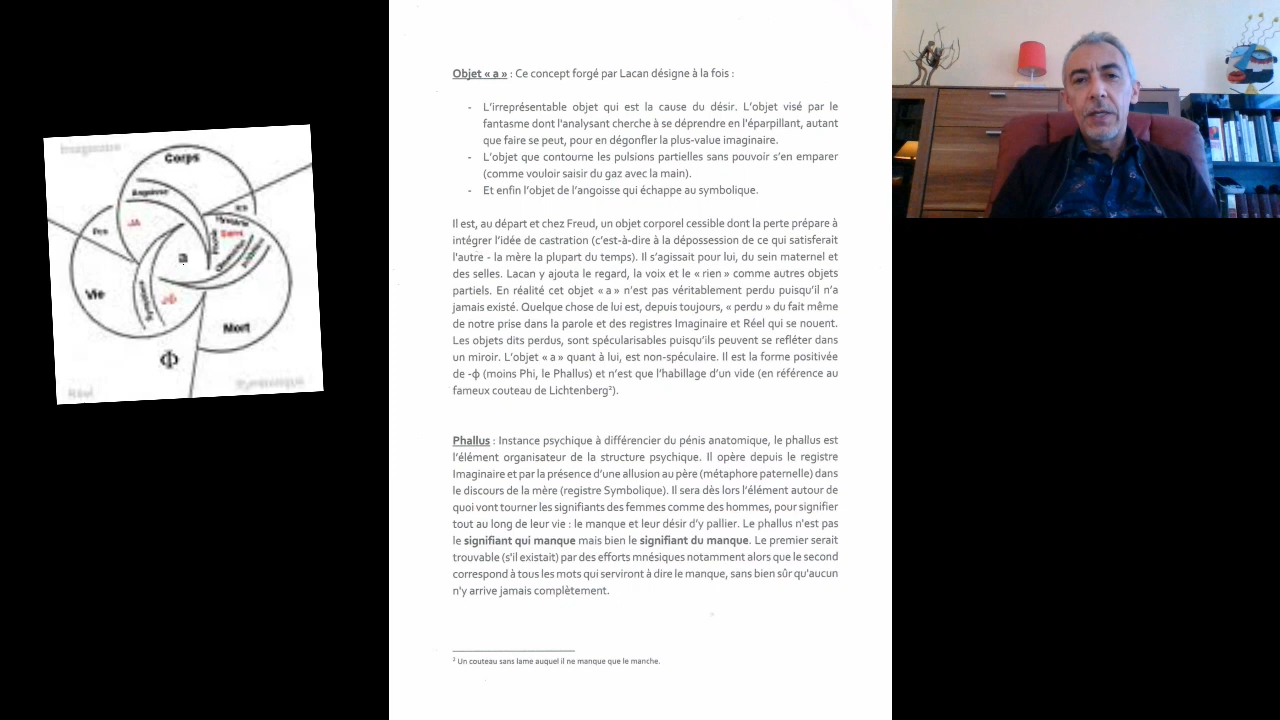 Imaginaire
Corps
Angoisse
JA
Ics
Sens
Pcs
a
Vie
JΦ
Mort
Φ
Réel
Symbolique
Objet « a » : Ce concept forgé par Lacan désigne à la fois :
- L'irreprésentable objet qui est la cause du désir. L'objet visé par le
fantasme dont l'analysant cherche à se déprendre en l'éparpillant, autant
que faire se peut, pour en dégonfler la plus-value imaginaire.
- L'objet que contourne les pulsions partielles sans pouvoir s'en emparer
(comme vouloir saisir du gaz avec la main).
- Et enfin l'objet de l'angoisse qui échappe au symbolique.
Il est, au départ et chez Freud, un objet corporel cessible dont la perte prépare à
intégrer l'idée de castration (c'est-à-dire à la dépossession de ce qui satisferait
l'autre - la mère la plupart du temps). Il s'agissait pour lui, du sein maternel et
des selles. Lacan y ajouta le regard, la voix et le « rien » comme autres objets
partiels. En réalité cet objet « a » n'est pas véritablement perdu puisqu'il n'a
jamais existé. Quelque chose de lui est, depuis toujours, « perdu » du fait même
de notre prise dans la parole et des registres Imaginaire et Réel qui se nouent.
Les objets dits perdus, sont spécularisables puisqu'ils peuvent se refléter dans
un miroir. L'objet « a » quant à lui, est non-spéculaire. Il est la forme positivée
de -ϕ (moins Phi, le Phallus) et n'est que l'habillage d'un vide (en référence au
fameux couteau de Lichtenberg²).
Phallus : Instance psychique à différencier du pénis anatomique, le phallus est
l'élément organisateur de la structure psychique. Il opère depuis le registre
Imaginaire et par la présence d'une allusion au père (métaphore paternelle) dans
le discours de la mère (registre Symbolique). Il sera dès lors l'élément autour de
quoi vont tourner les signifiants des femmes comme des hommes, pour signifier
tout au long de leur vie : le manque et leur désir d'y pallier. Le phallus n'est pas
le signifiant qui manque mais bien le signifiant du manque. Le premier serait
trouvable (s'il existait) par des efforts mnésiques notamment alors que le second
correspond à tous les mots qui serviront à dire le manque, sans bien sûr qu'aucun
n'y arrive jamais complètement.
² Un couteau sans lame auquel il ne manque que le manche.